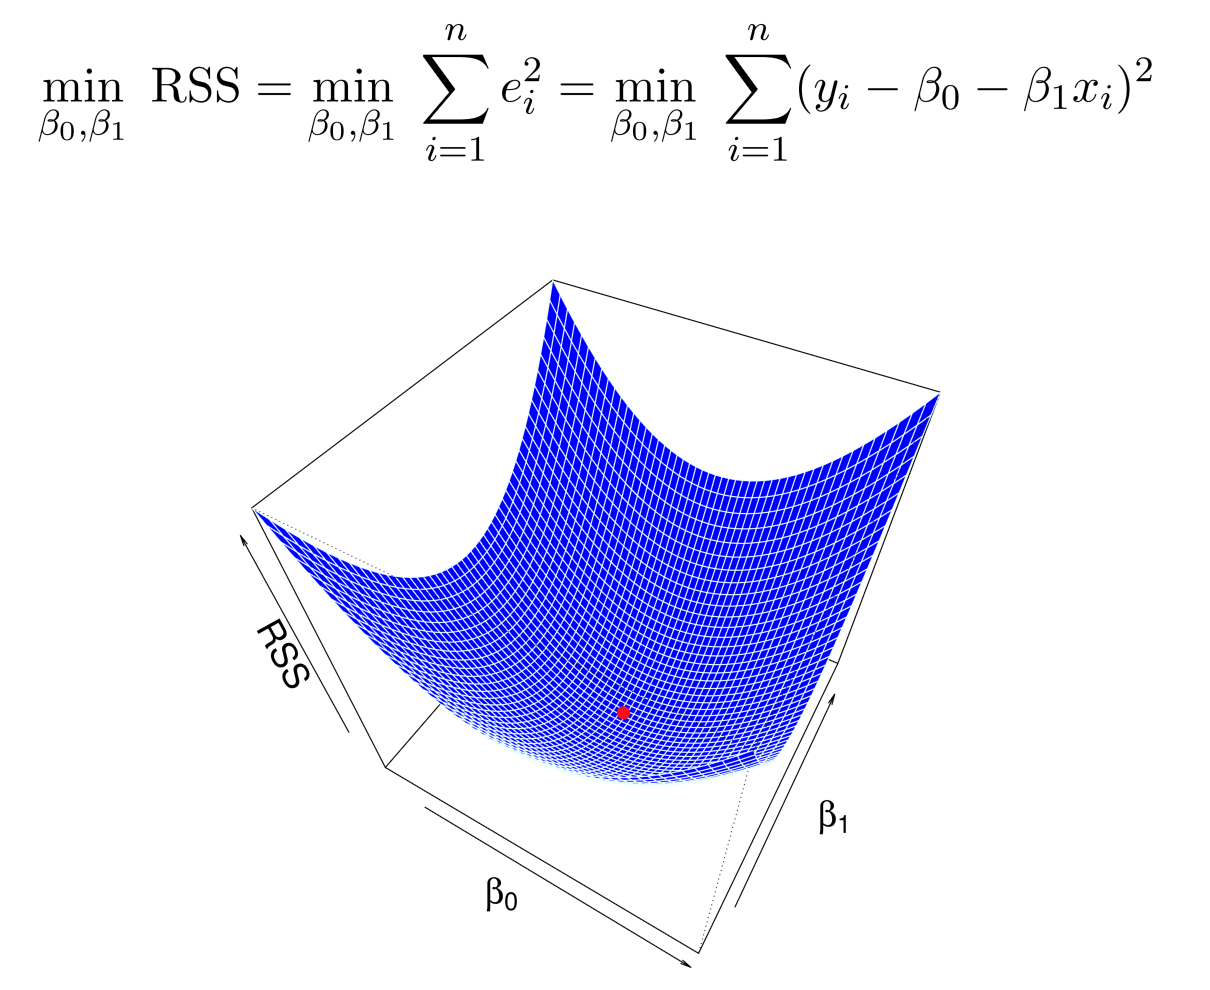 min RSS = min ∑ e_i^2 = min ∑ (y_i − β_0 − β_1 x_i)^2
β_0,β_1 β_0,β_1 i=1 n β_0,β_1 i=1 n
RSS
β_1
β_0